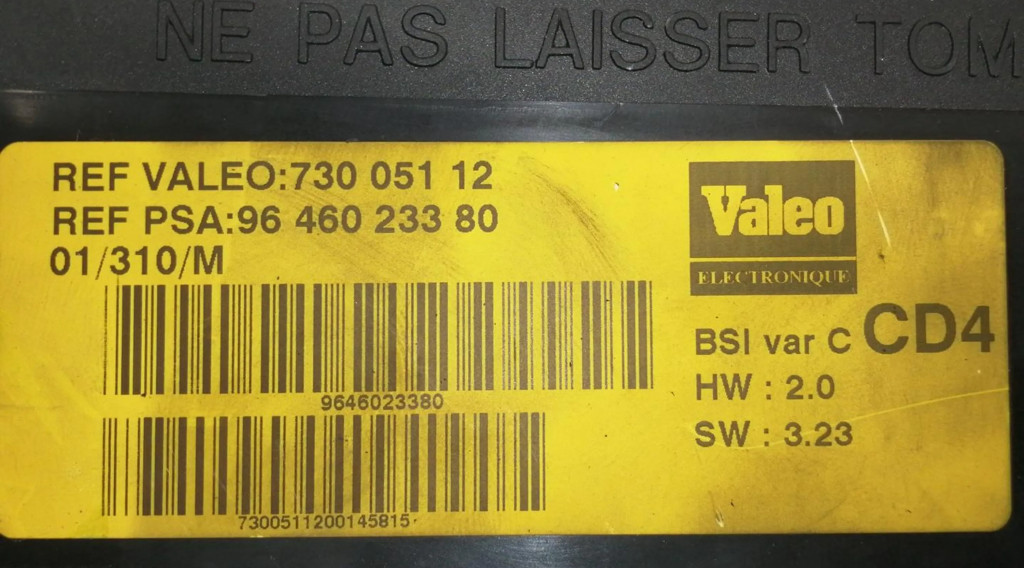 NE PAS LAISSER TOM
REF VALEO:730 051 12
REF PSA:96 460 233 80
01/310/M
Valeo
ELECTRONIQUE
BSI var C CD4
HW : 2.0
SW : 3.23
9646023380
7300511200145815